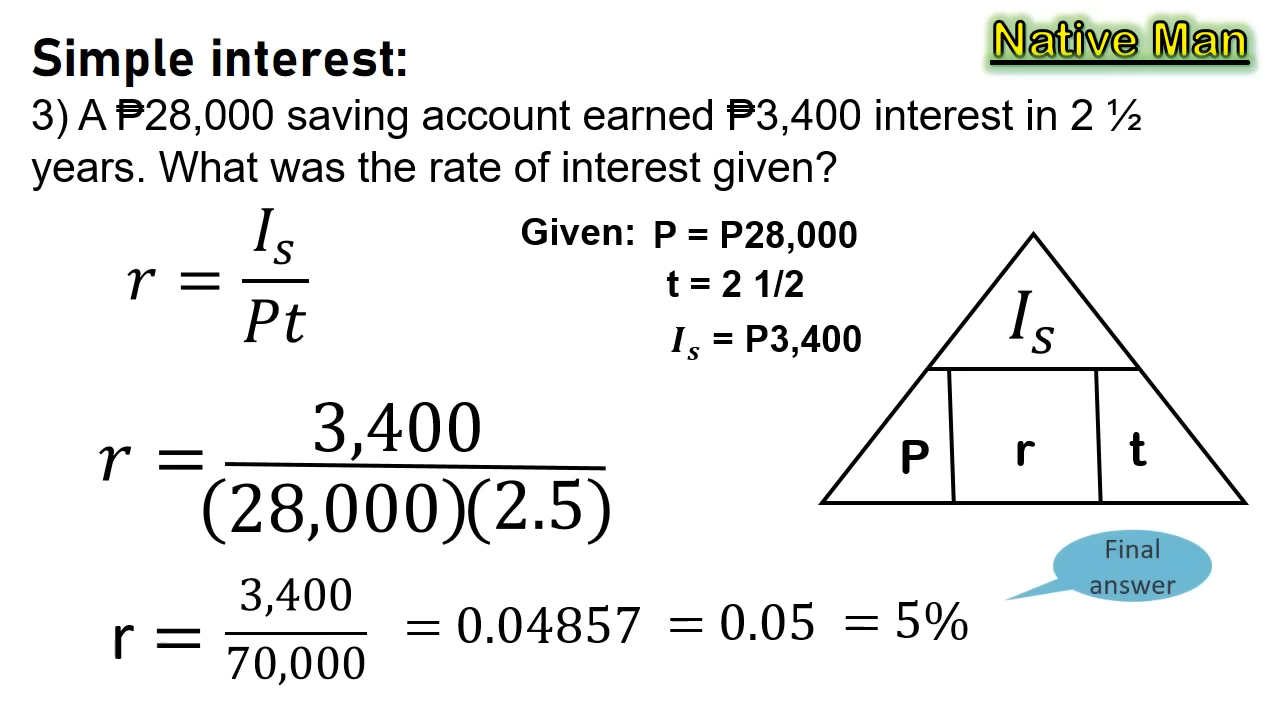 Native Man
Simple interest:
3) A ₱28,000 saving account earned ₱3,400 interest in 2 ½
years. What was the rate of interest given?
r = I_s / Pt
Given: P = P28,000
t = 2 1/2
I_s = P3,400
I_s
P r t
r = 3,400 / (28,000)(2.5)
r = 3,400 / 70,000 = 0.04857 = 0.05 = 5%
Final
answer